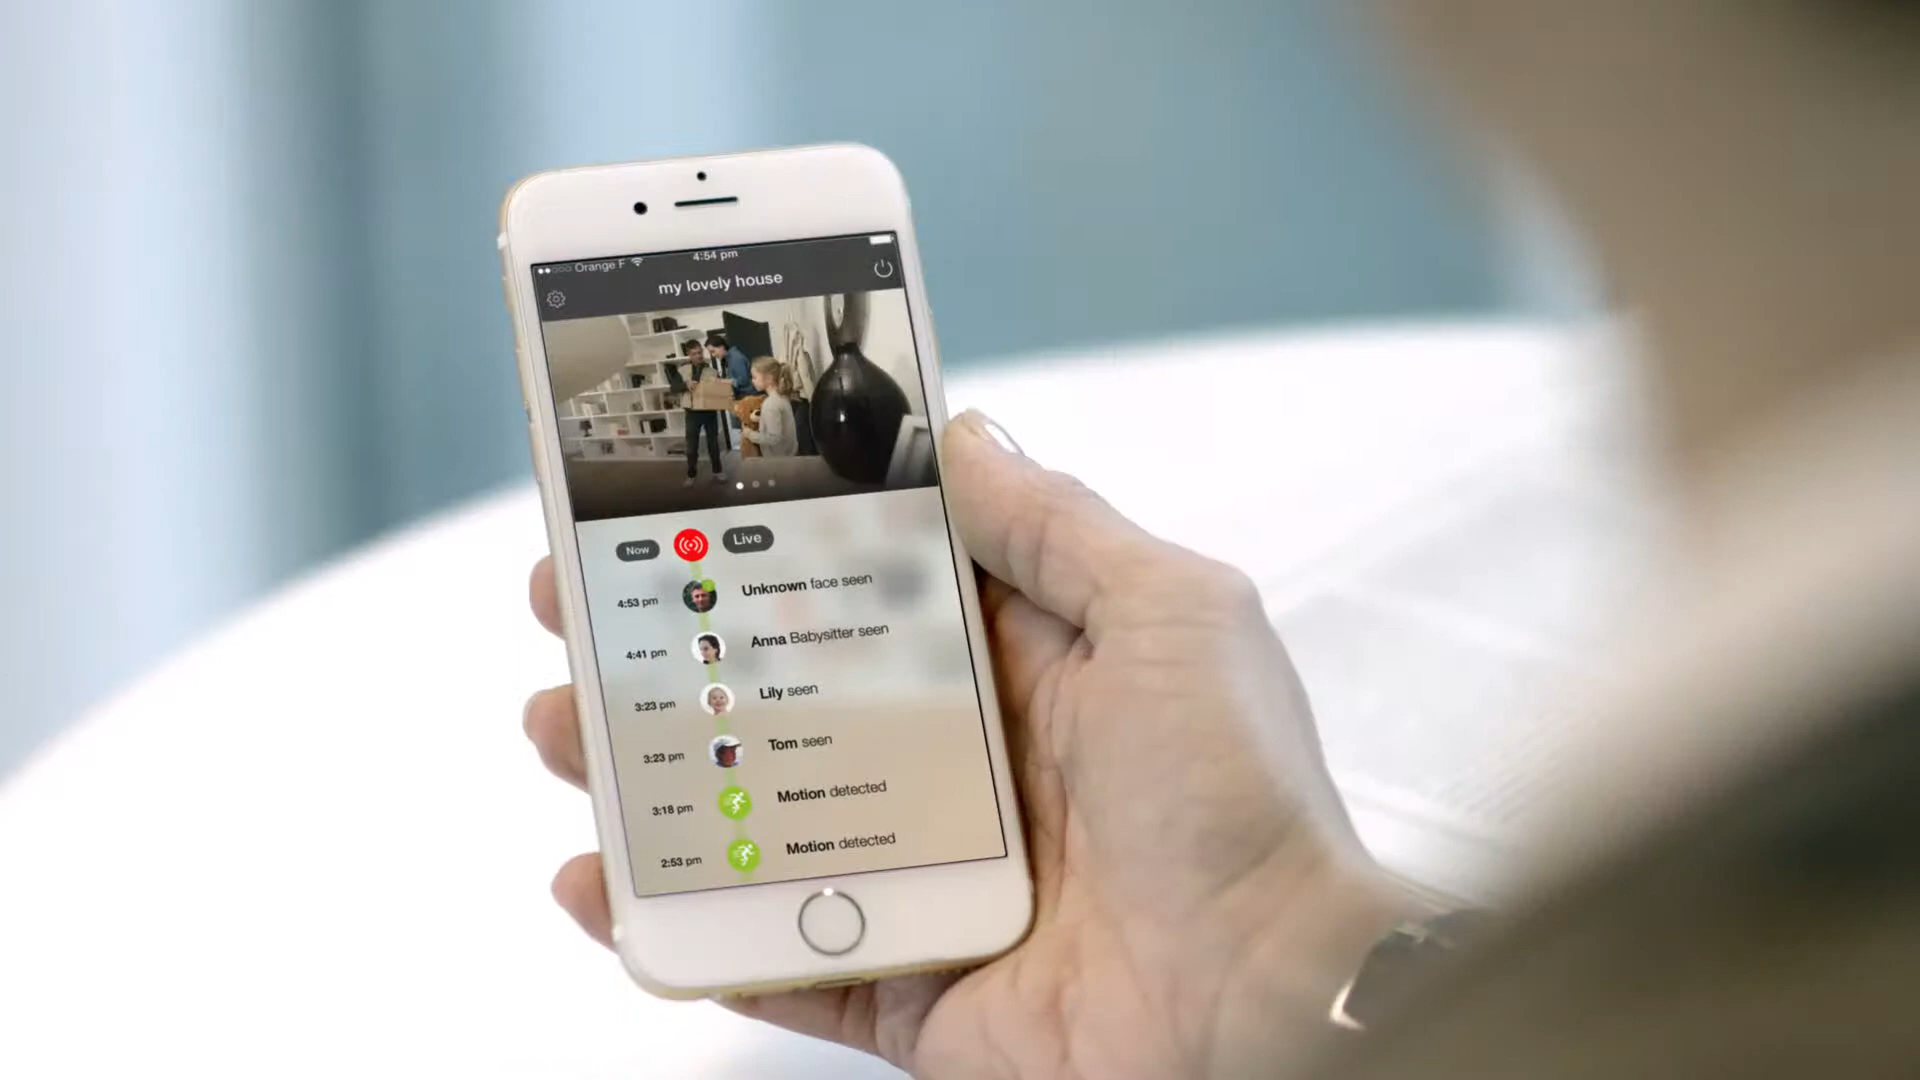 Orange F 4:54 pm
my lovely house
Now Live
4:53 pm Unknown face seen
4:41 pm Anna Babysitter seen
3:23 pm Lily seen
3:23 pm Tom seen
3:18 pm Motion detected
2:53 pm Motion detected